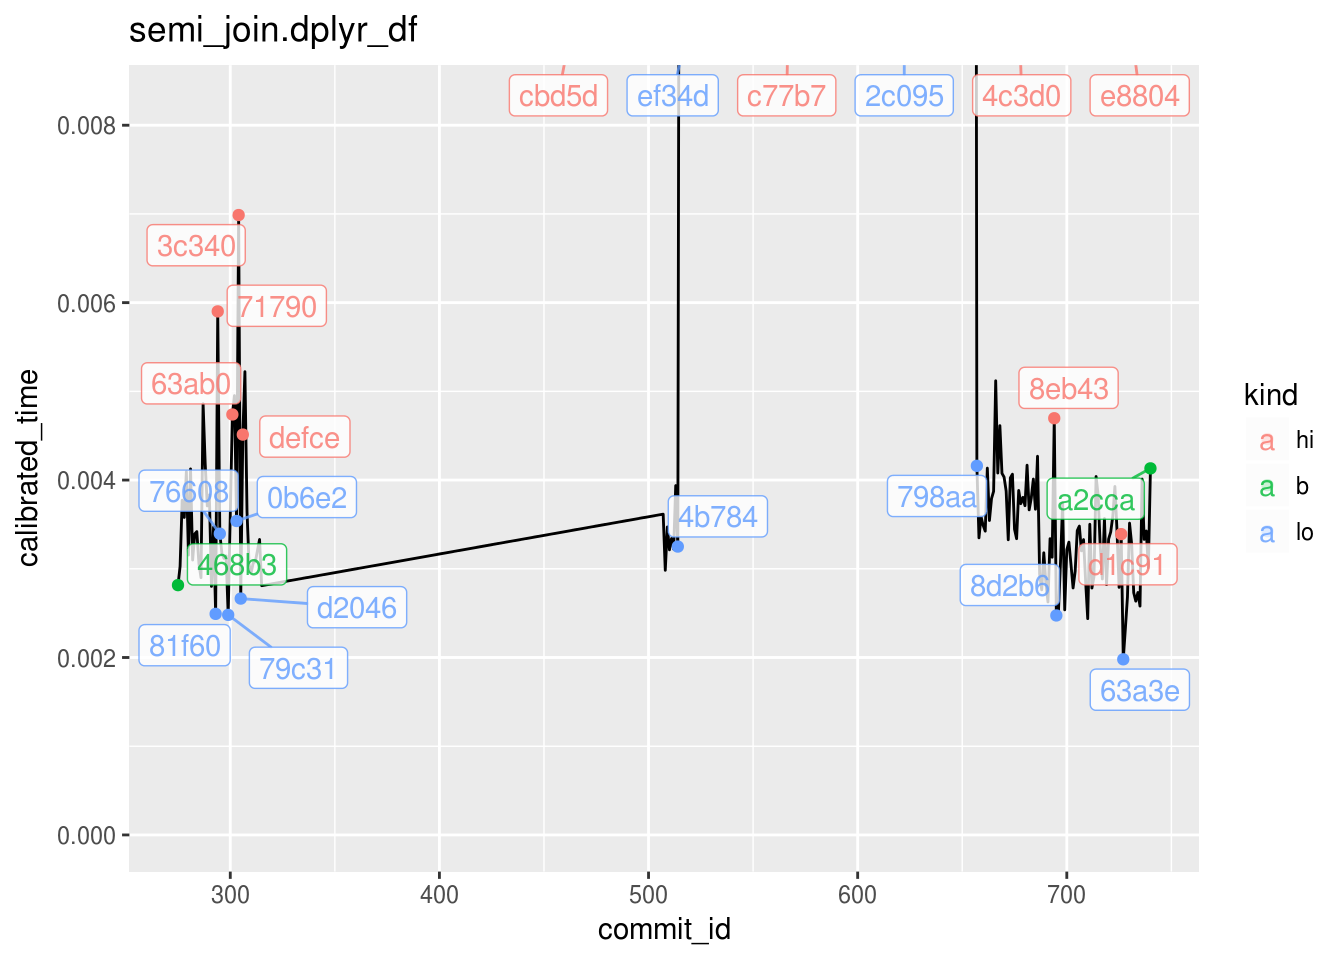 semi_join.dplyr_df
cbd5d ef34d c77b7 2c095 4c3d0 e8804
0.008
3c340
71790
0.006
63ab0 8eb43
defce
0.004
76608 0b6e2 798aa a2cca
4b784
468b3 d1c91
8d2b6
d2046
81f60
0.002
79c31
63a3e
0.000
300 400 500 600 700
commit_id
calibrated_time
kind
a hi
a b
a lo